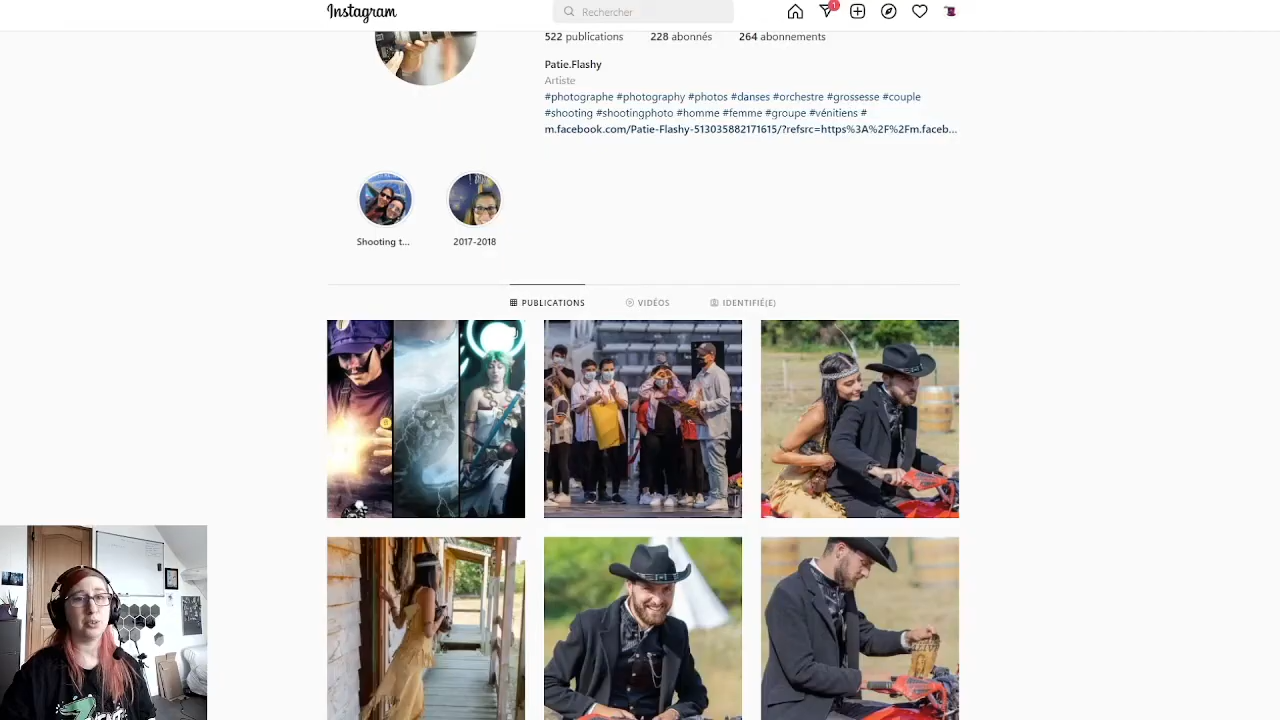 Instagram
Rechercher
1
522 publications 228 abonnés 264 abonnements
Patie.Flashy
Artiste
#photographe #photography #photos #danses #orchestre #grossesse #couple
#shooting #shootingphoto #homme #femme #groupe #vénitiens #
m.facebook.com/Patie-Flashy-513035882171615/?refsrc=https%3A%2F%2Fm.faceb...
Shooting t... 2017-2018
PUBLICATIONS VIDÉOS IDENTIFIÉ(E)